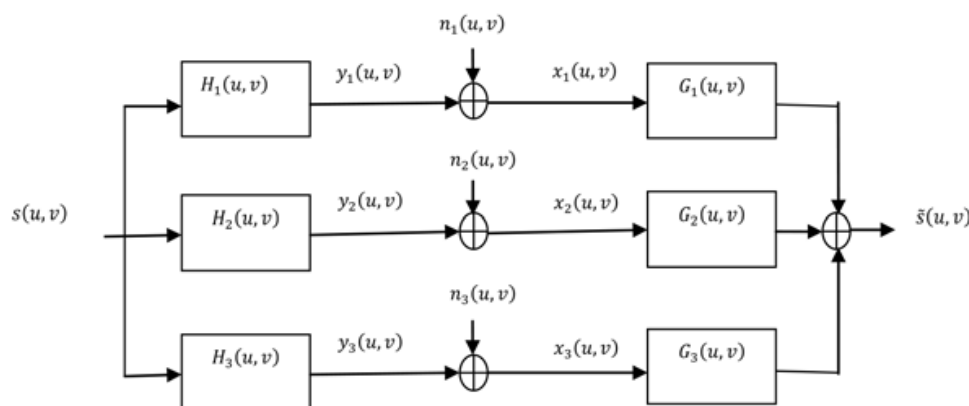 n₁(u, v)
H₁(u, v)
y₁(u, v)
x₁(u, v)
G₁(u, v)
n₂(u, v)
s(u, v)
H₂(u, v)
y₂(u, v)
x₂(u, v)
G₂(u, v)
s̃(u, v)
n₃(u, v)
H₃(u, v)
y₃(u, v)
x₃(u, v)
G₃(u, v)